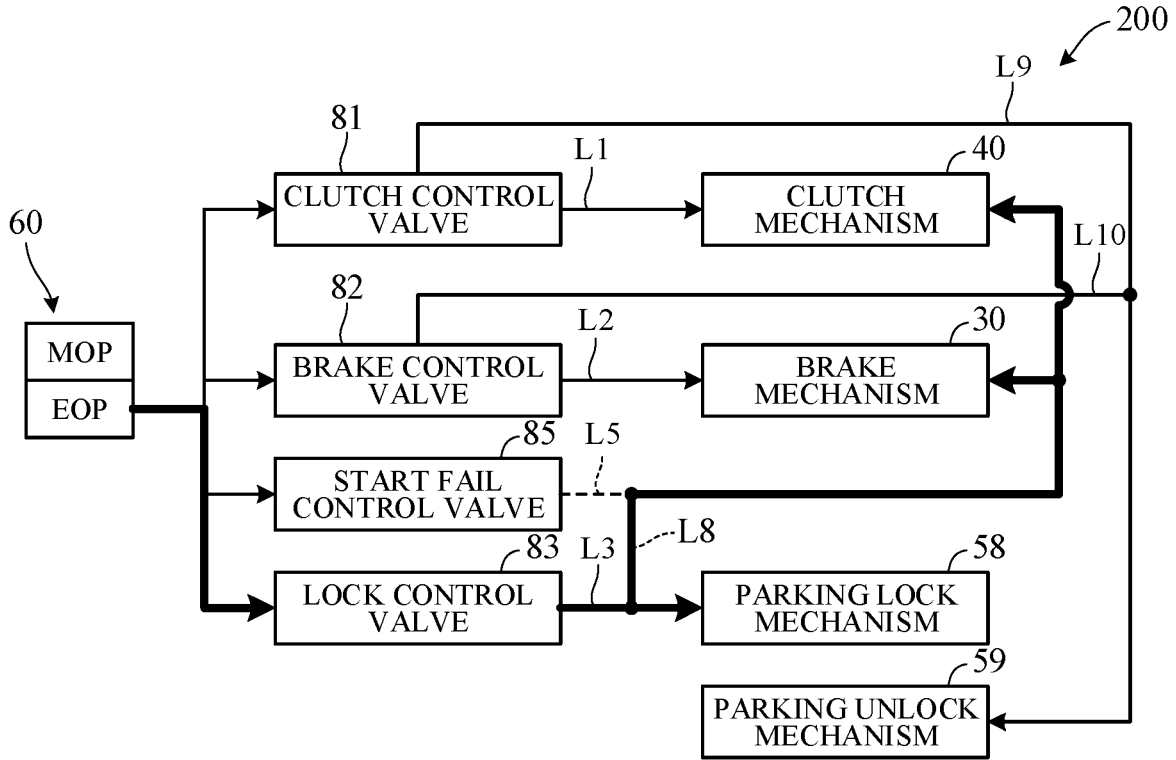 200
L9
81
L1
40
CLUTCH CONTROL
VALVE
CLUTCH
MECHANISM
60
L10
82
L2
30
MOP
EOP
BRAKE CONTROL
VALVE
BRAKE
MECHANISM
85
L5
START FAIL
CONTROL VALVE
L8
83
L3
58
LOCK CONTROL
VALVE
PARKING LOCK
MECHANISM
59
PARKING UNLOCK
MECHANISM